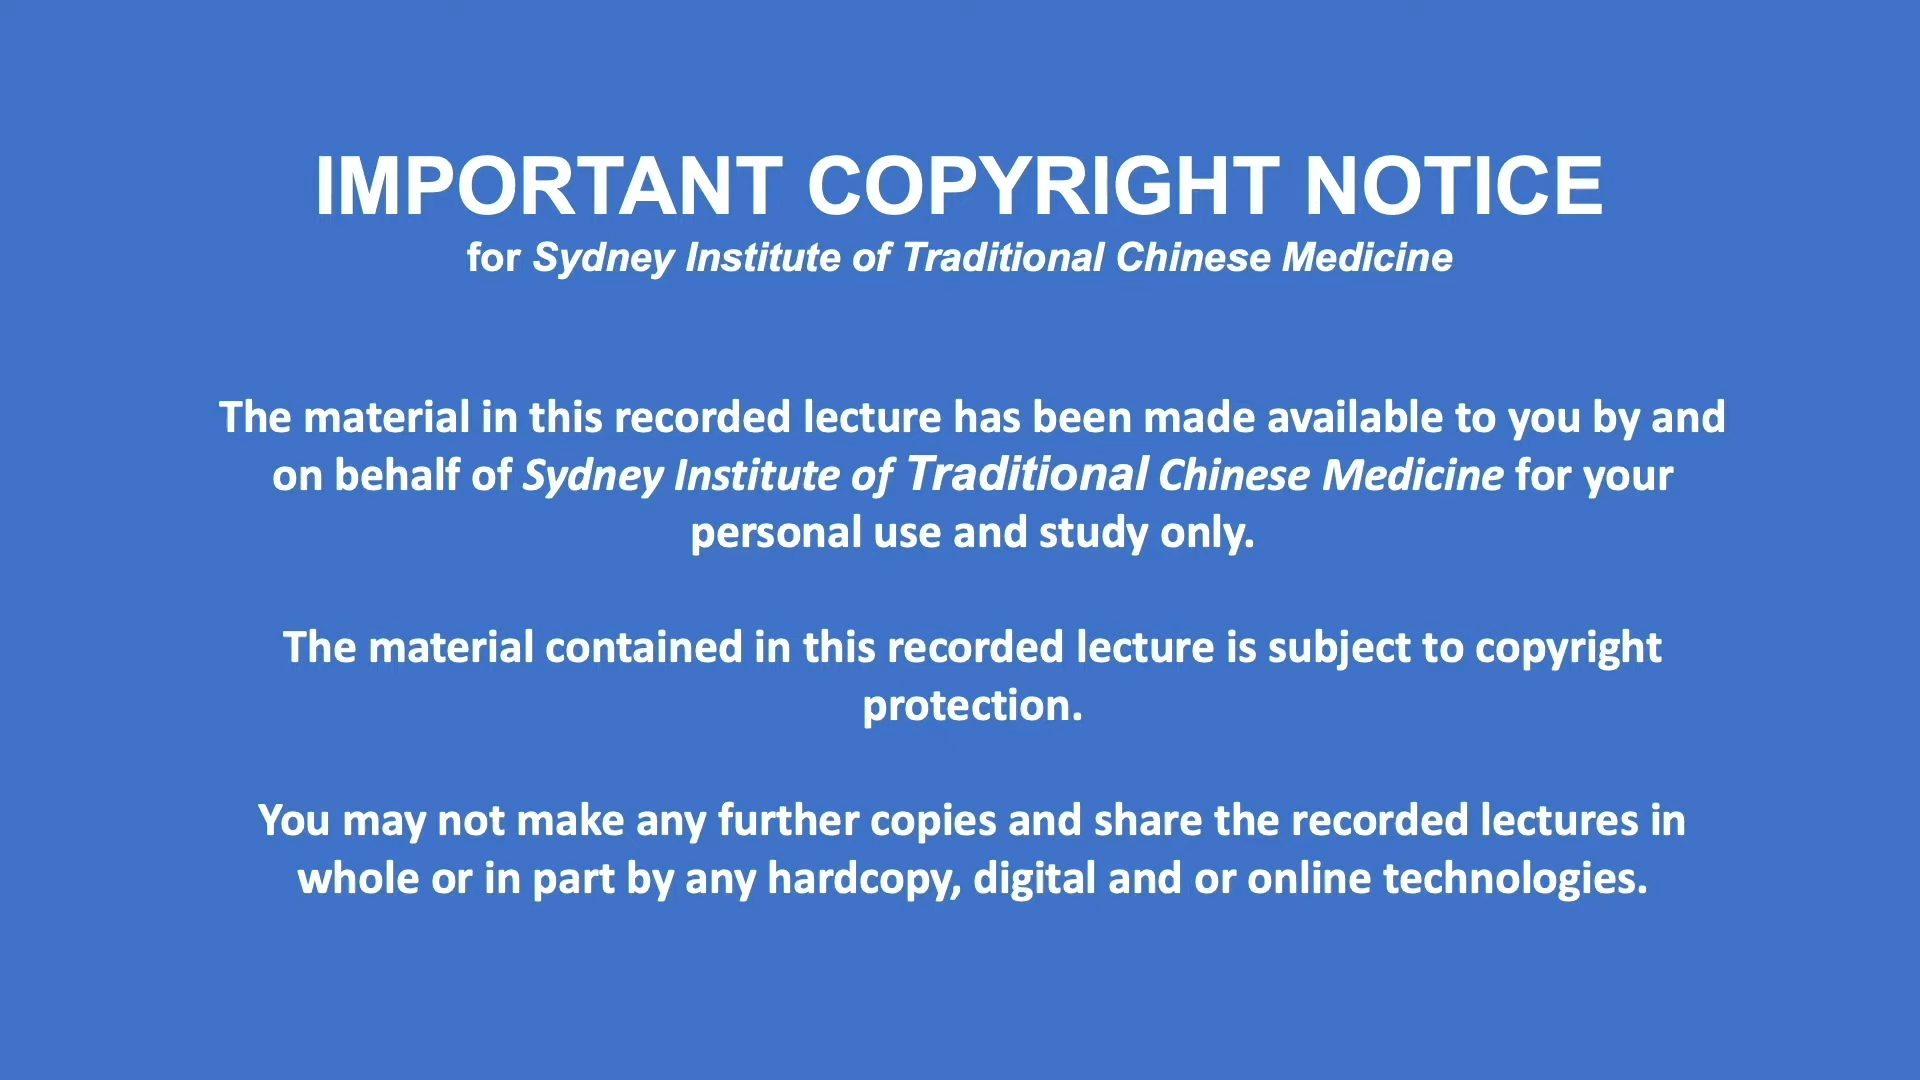 IMPORTANT COPYRIGHT NOTICE
for Sydney Institute of Traditional Chinese Medicine
The material in this recorded lecture has been made available to you by and
on behalf of Sydney Institute of Traditional Chinese Medicine for your
personal use and study only.
The material contained in this recorded lecture is subject to copyright
protection.
You may not make any further copies and share the recorded lectures in
whole or in part by any hardcopy, digital and or online technologies.